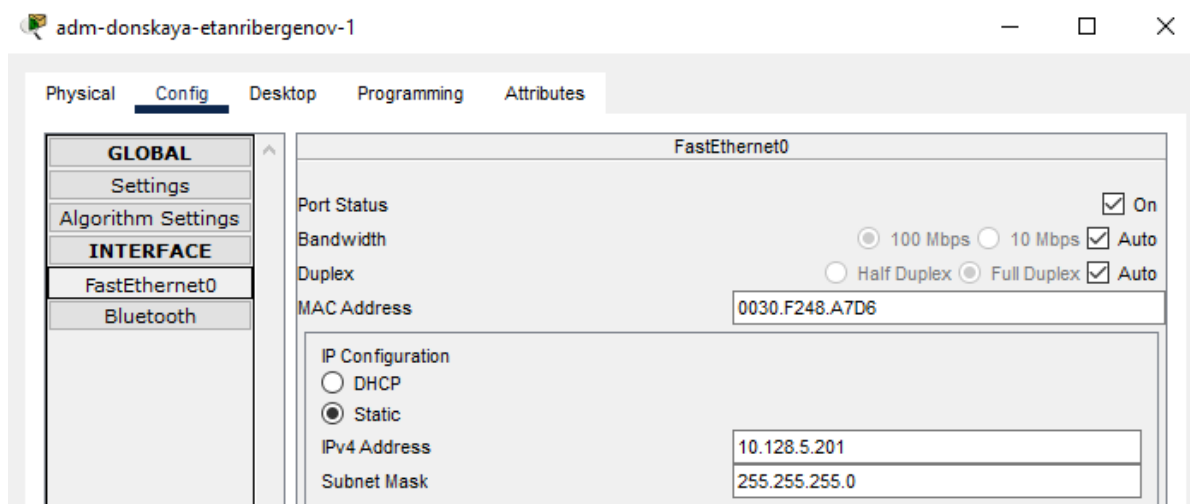 adm-donskaya-etanribergenov-1
Physical Config Desktop Programming Attributes
GLOBAL
Settings
Algorithm Settings
INTERFACE
FastEthernet0
Bluetooth
FastEthernet0
Port Status On
Bandwidth 100 Mbps 10 Mbps Auto
Duplex Half Duplex Full Duplex Auto
MAC Address 0030.F248.A7D6
IP Configuration
DHCP
Static
IPv4 Address 10.128.5.201
Subnet Mask 255.255.255.0